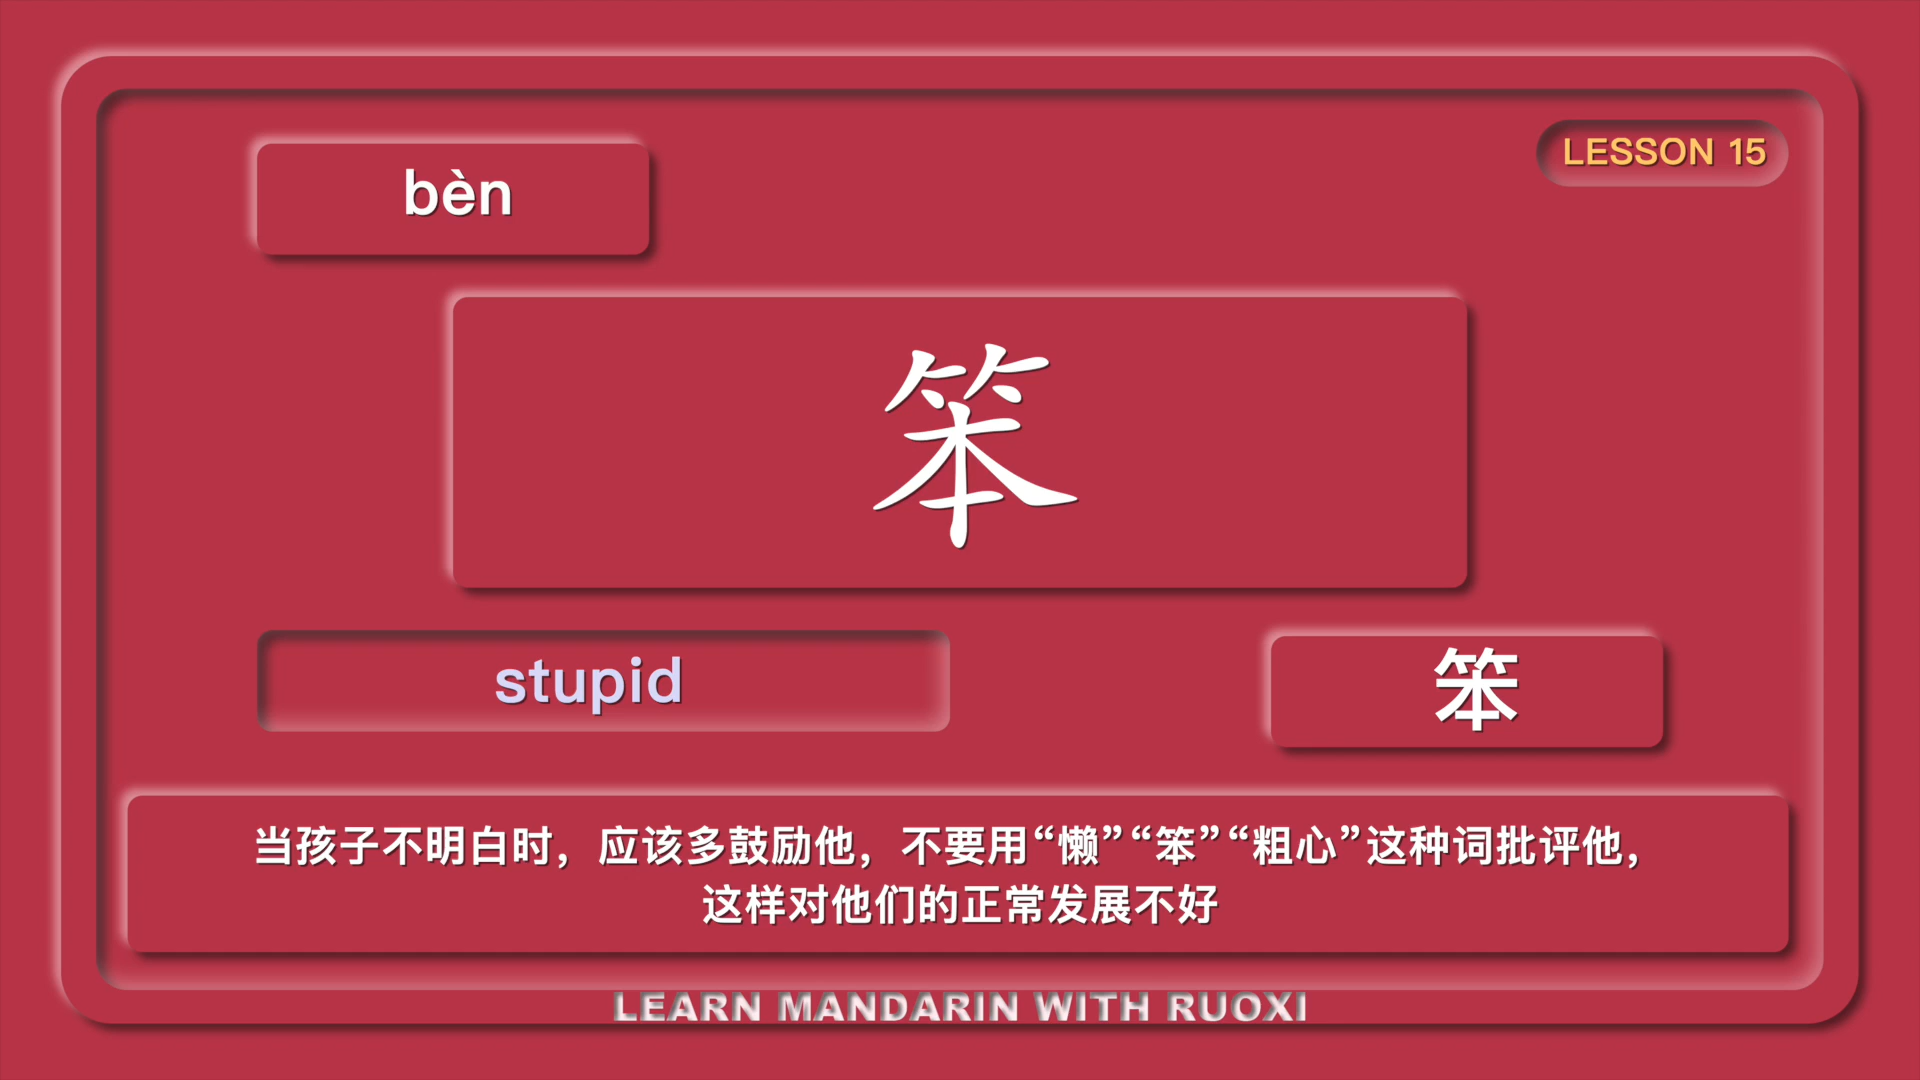 LESSON 15
bèn
笨
stupid
笨
当孩子不明白时，应该多鼓励他，不要用“懒”“笨”“粗心”这种词批评他，
这样对他们的正常发展不好
LEARN MANDARIN WITH RUOXI